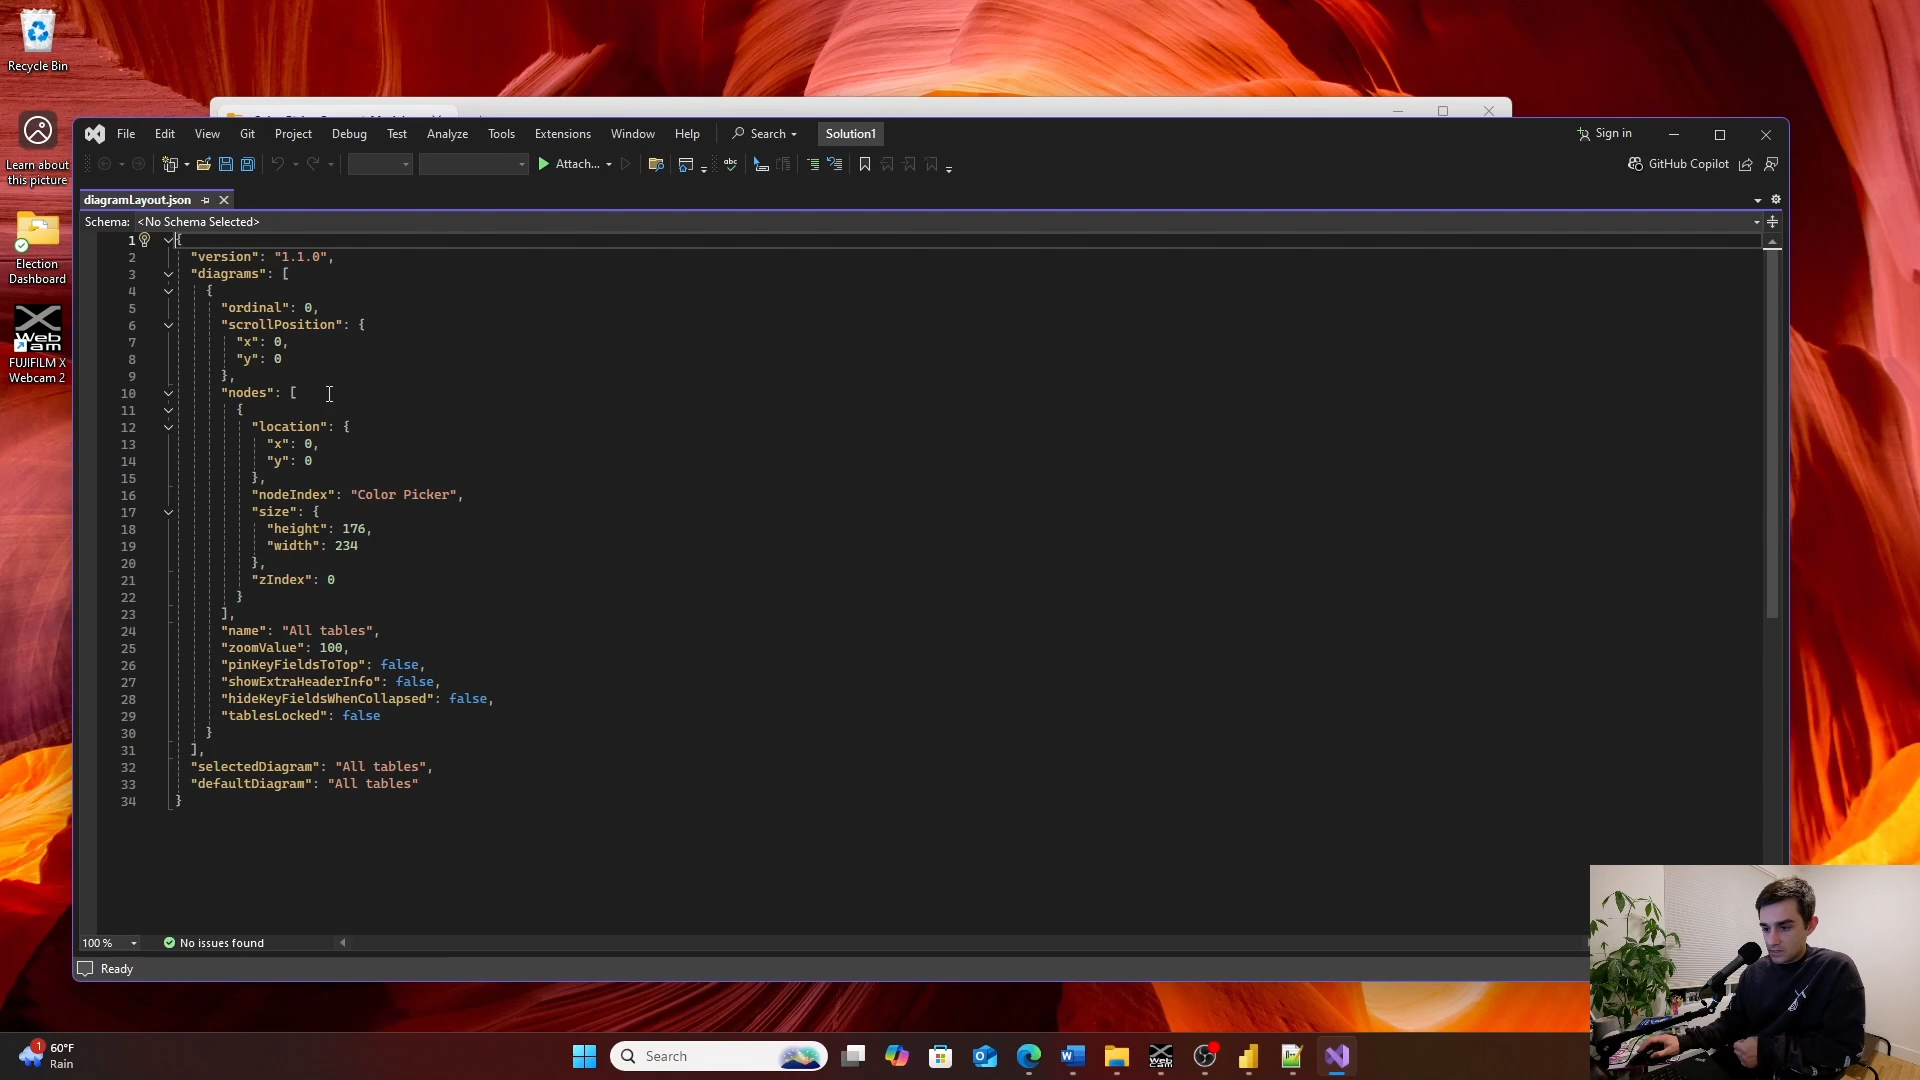 Recycle Bin
Learn about
this picture
Election
Dashboard
Web
Cam
FUJIFILM X
Webcam 2
File Edit View Git Project Debug Test Analyze Tools Extensions Window Help Search Solution1 Sign in
Attach... abc GitHub Copilot
diagramLayout.json
Schema: <No Schema Selected>
1 {
2 "version": "1.1.0",
3 "diagrams": [
4 {
5 "ordinal": 0,
6 "scrollPosition": {
7 "x": 0,
8 "y": 0
9 },
10 "nodes": [
11 {
12 "location": {
13 "x": 0,
14 "y": 0
15 },
16 "nodeIndex": "Color Picker",
17 "size": {
18 "height": 176,
19 "width": 234
20 },
21 "zIndex": 0
22 }
23 ],
24 "name": "All tables",
25 "zoomValue": 100,
26 "pinKeyFieldsToTop": false,
27 "showExtraHeaderInfo": false,
28 "hideKeyFieldsWhenCollapsed": false,
29 "tablesLocked": false
30 }
31 ],
32 "selectedDiagram": "All tables",
33 "defaultDiagram": "All tables"
34 }
100 % No issues found
Ready
1
60°F
Rain
Search
Web
Cam